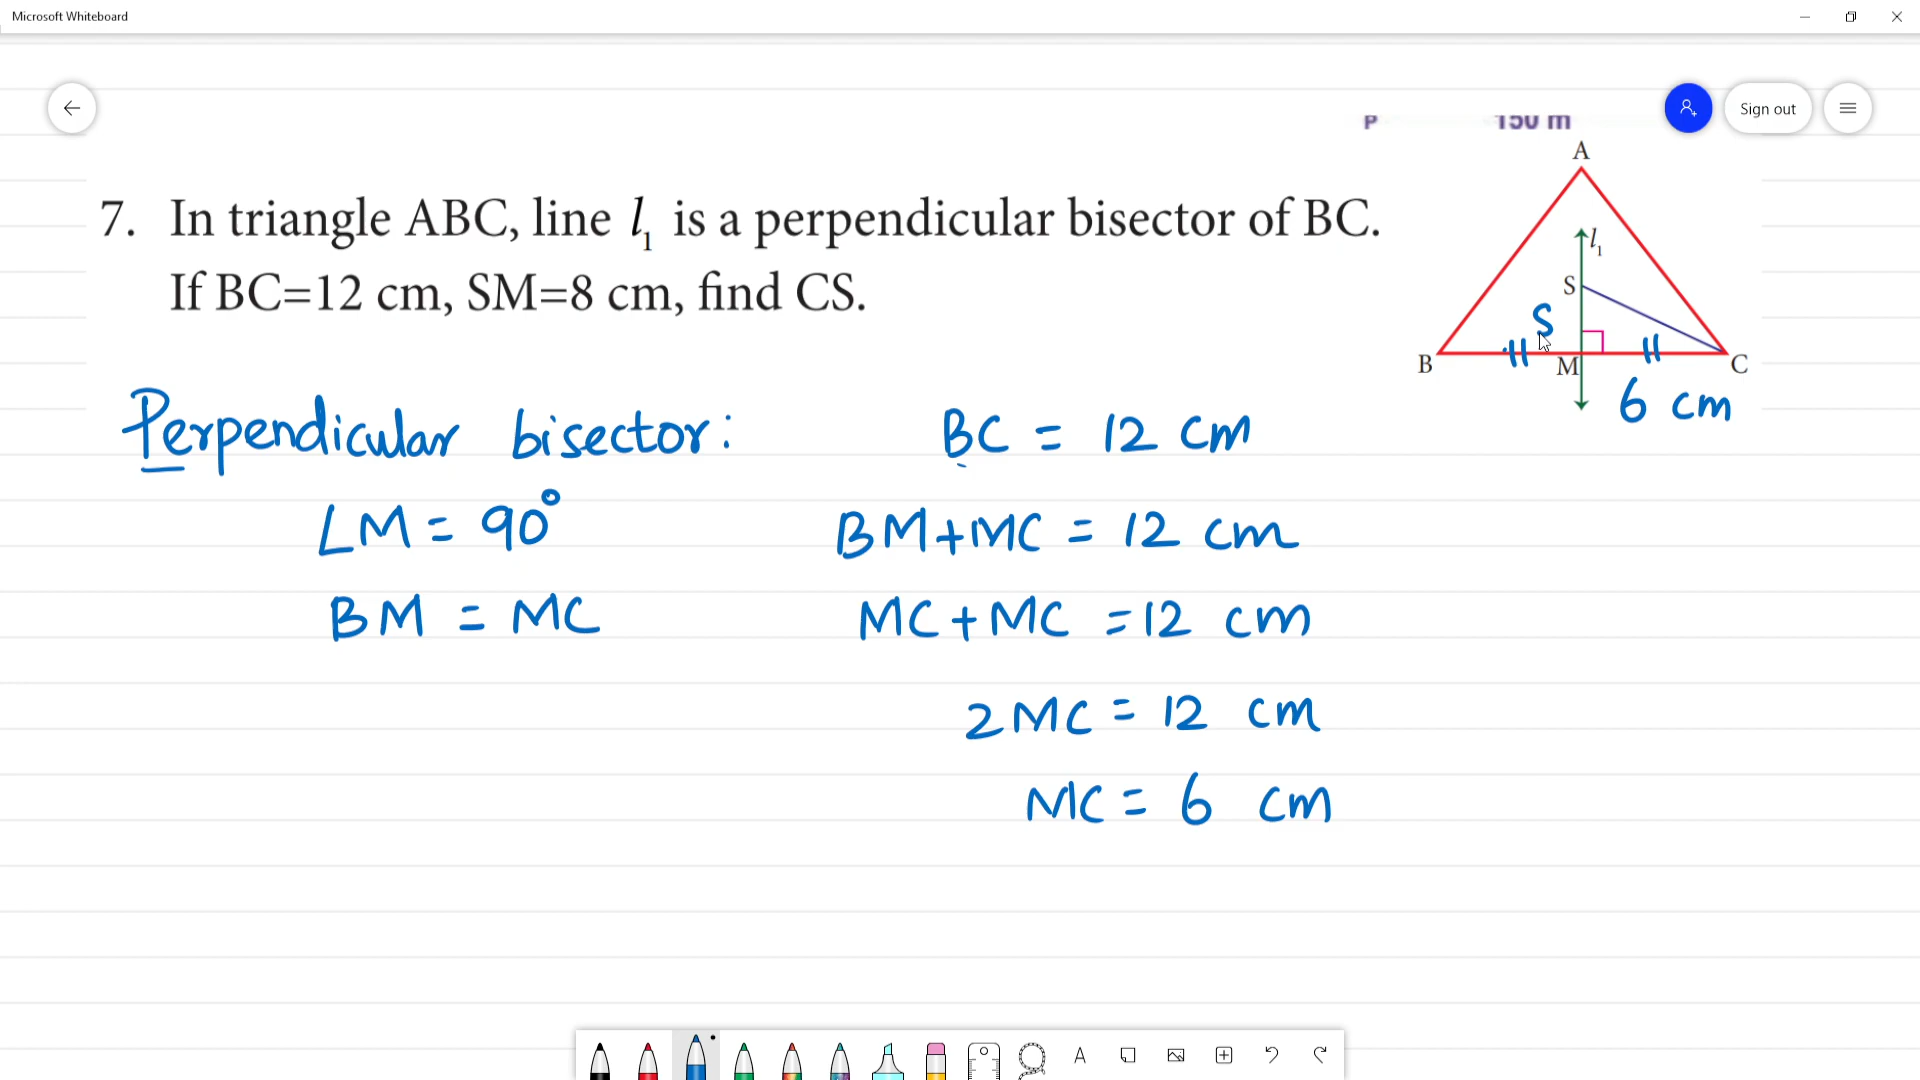 Microsoft Whiteboard
Sign out
P 150 m
7. In triangle ABC, line l₁ is a perpendicular bisector of BC.
If BC=12 cm, SM=8 cm, find CS.
A
l₁
S
S
B
M
C
6 cm
Perpendicular bisector:
∠M = 90°
BM = MC
BC = 12 cm
BM+MC = 12 cm
MC+MC = 12 cm
2MC = 12 cm
MC = 6 cm
A